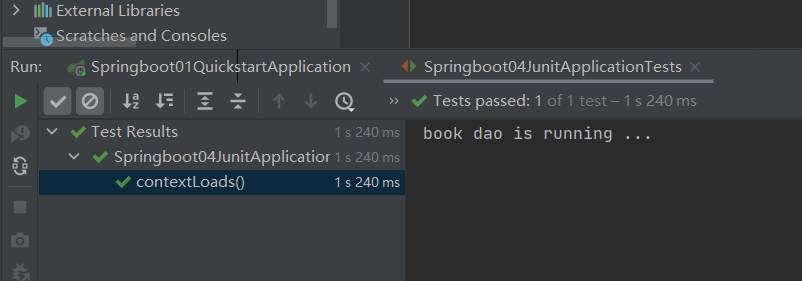 External Libraries
Scratches and Consoles
Run: Springboot01QuickstartApplication × Springboot04JunitApplicationTests ×
» Tests passed: 1 of 1 test – 1 s 240 ms
Test Results 1 s 240 ms
Springboot04JunitApplication 1 s 240 ms
contextLoads() 1 s 240 ms
book dao is running ...